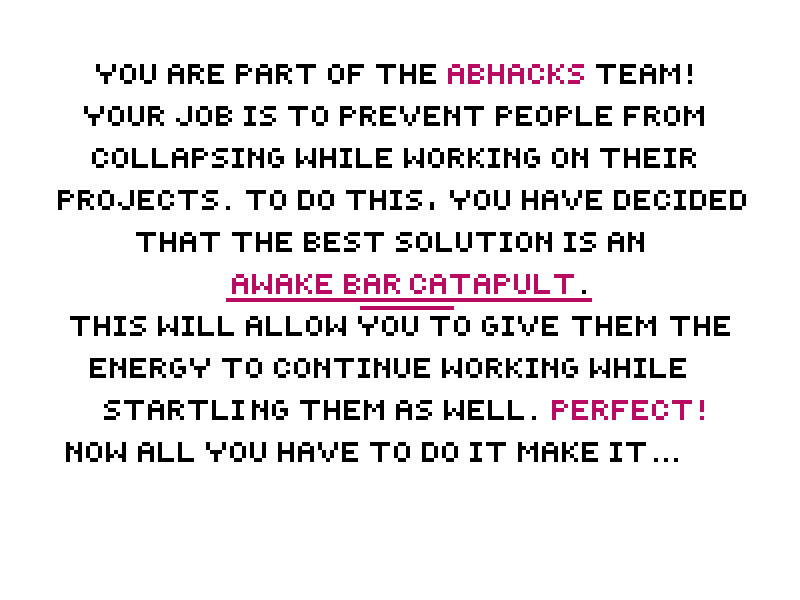 YOU ARE PART OF THE ABHACKS TEAM!
YOUR JOB IS TO PREVENT PEOPLE FROM
COLLAPSING WHILE WORKING ON THEIR
PROJECTS. TO DO THIS, YOU HAVE DECIDED
THAT THE BEST SOLUTION IS AN
AWAKE BAR CATAPULT.
THIS WILL ALLOW YOU TO GIVE THEM THE
ENERGY TO CONTINUE WORKING WHILE
STARTLING THEM AS WELL. PERFECT!
NOW ALL YOU HAVE TO DO IT MAKE IT...